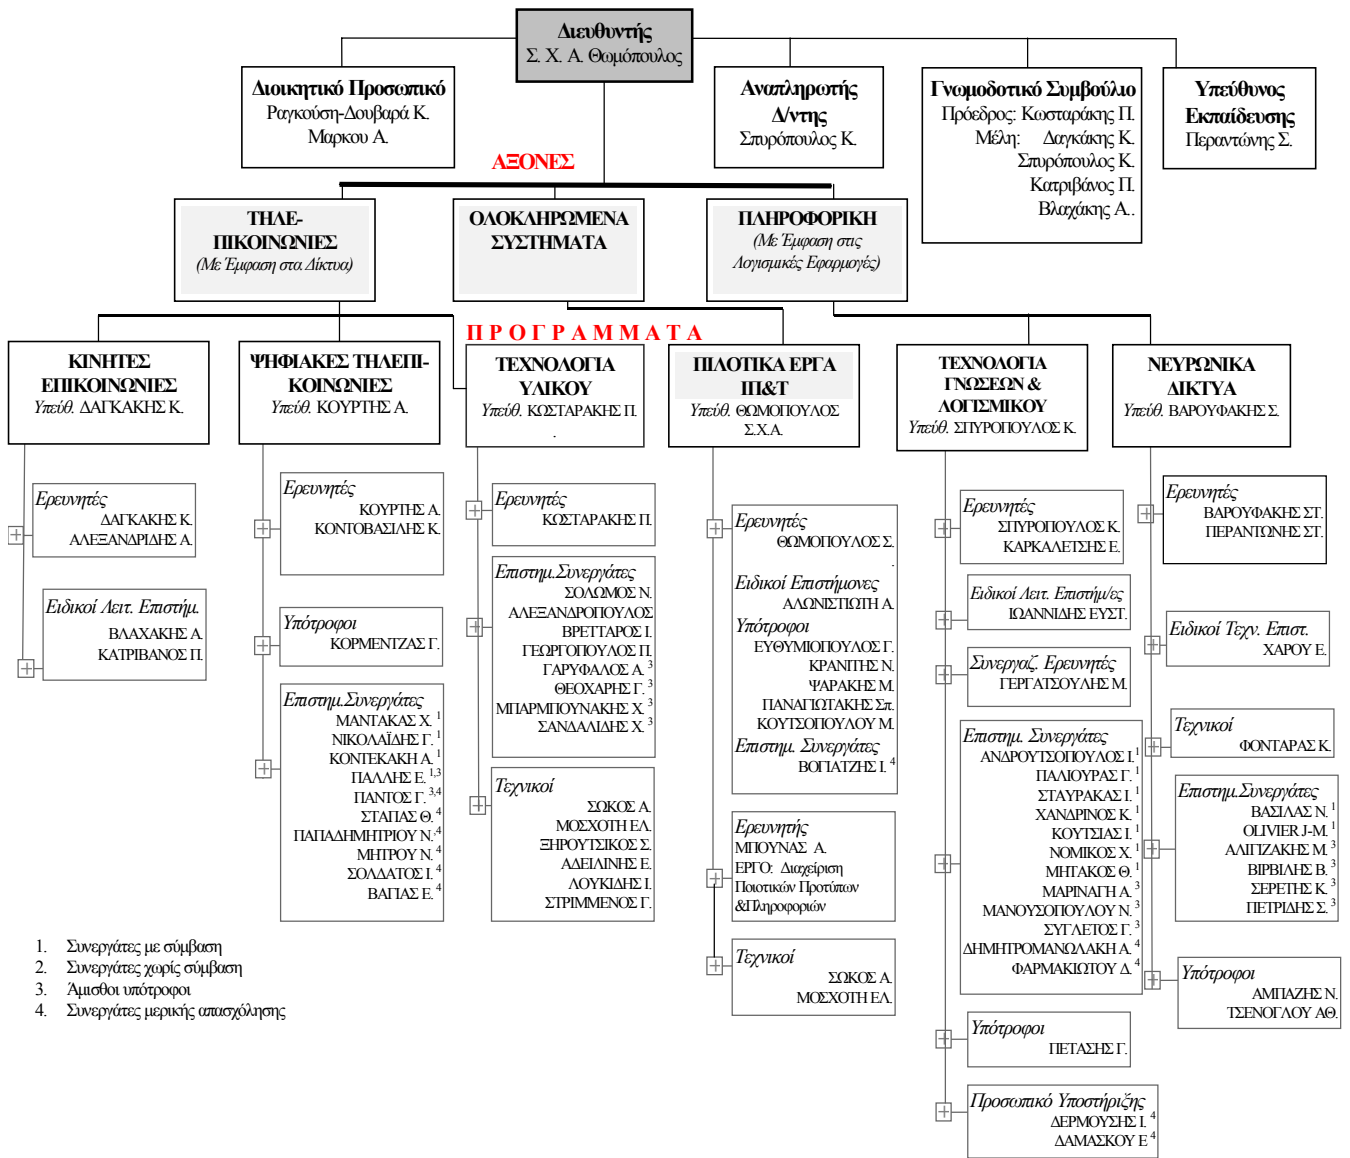 Διευθυντής
Σ. Χ. Α. Θωμόπουλος
Διοικητικό Προσωπικό
Ραγκούση-Δουβαρά Κ.
Μαρκου Α.
Αναπληρωτής
Δ/ντης
Σπυρόπουλος Κ.
Γνωμοδοτικό Συμβούλιο
Πρόεδρος: Κωσταράκης Π.
Μέλη: Δαγκάκης Κ.
Σπυρόπουλος Κ.
Κατριβάνος Π.
Βλαχάκης Α..
Υπεύθυνος
Εκπαίδευσης
Περαντώνης Σ.
ΑΞΟΝΕΣ
ΤΗΛΕ-
ΠΙΚΟΙΝΩΝΙΕΣ
(Με Έμφαση στα Δίκτυα)
ΟΛΟΚΛΗΡΩΜΕΝΑ
ΣΥΣΤΗΜΑΤΑ
ΠΛΗΡΟΦΟΡΙΚΗ
(Με Έμφαση στις
Λογισμικές Εφαρμογές)
Π Ρ Ο Γ Ρ Α Μ Μ Α Τ Α
ΚΙΝΗΤΕΣ
ΕΠΙΚΟΙΝΩΝΙΕΣ
Υπεύθ. ΔΑΓΚΑΚΗΣ Κ.
ΨΗΦΙΑΚΕΣ ΤΗΛΕΠΙ-
ΚΟΙΝΩΝΙΕΣ
Υπεύθ. ΚΟΥΡΤΗΣ Α.
ΤΕΧΝΟΛΟΓΙΑ
ΥΛΙΚΟΥ
Υπεύθ. ΚΩΣΤΑΡΑΚΗΣ Π.
.
ΠΙΛΟΤΙΚΑ ΕΡΓΑ
ΙΠ&Τ
Υπεύθ. ΘΩΜΟΠΟΥΛΟΣ
Σ.Χ.Α.
ΤΕΧΝΟΛΟΓΙΑ
ΓΝΩΣΕΩΝ &
ΛΟΓΙΣΜΙΚΟΥ
Υπεύθ. ΣΠΥΡΟΠΟΥΛΟΣ Κ.
ΝΕΥΡΩΝΙΚΑ
ΔΙΚΤΥΑ
Υπεύθ. ΒΑΡΟΥΦΑΚΗΣ Σ.
Ερευνητές
ΔΑΓΚΑΚΗΣ Κ.
ΑΛΕΞΑΝΔΡΙΔΗΣ Α.
Ειδικοί Λειτ. Επιστήμ.
ΒΛΑΧΑΚΗΣ Α.
ΚΑΤΡΙΒΑΝΟΣ Π.
Ερευνητές
ΚΟΥΡΤΗΣ Α.
ΚΟΝΤΟΒΑΣΙΛΗΣ Κ.
Υπότροφοι
ΚΟΡΜΕΝΤΖΑΣ Γ.
Επιστημ.Συνεργάτες
ΜΑΝΤΑΚΑΣ Χ. 1
ΝΙΚΟΛΑΪΔΗΣ Γ. 1
ΚΟΝΤΕΚΑΚΗ Α. 1
ΠΑΛΛΗΣ Ε. 1,3
ΠΑΝΤΟΣ Γ. 3,4
ΣΤΑΠΑΣ Θ. 4
ΠΑΠΑΔΗΜΗΤΡΙΟΥ Ν. ,4
ΜΗΤΡΟΥ Ν. 4
ΣΟΛΔΑΤΟΣ Ι. 4
ΒΑΓΙΑΣ Ε. 4
Ερευνητές
ΚΩΣΤΑΡΑΚΗΣ Π.
Επιστημ.Συνεργάτες
ΣΟΛΩΜΟΣ Ν.
ΑΛΕΞΑΝΔΡΟΠΟΥΛΟΣ
ΒΡΕΤΤΑΡΟΣ Ι.
ΓΕΩΡΓΟΠΟΥΛΟΣ Π.
ΓΑΡΥΦΑΛΟΣ Α. 3
ΘΕΟΧΑΡΗΣ Γ. 3
ΜΠΑΡΜΠΟΥΝΑΚΗΣ Χ. 3
ΣΑΝΔΑΛΙΔΗΣ Χ. 3
Τεχνικοί
ΣΩΚΟΣ Α.
ΜΟΣΧΟΤΗ ΕΛ.
ΞΗΡΟΥΤΣΙΚΟΣ Σ.
ΑΔΕΙΛΙΝΗΣ Ε.
ΛΟΥΚΙΔΗΣ Ι.
ΣΤΡΙΜΜΕΝΟΣ Γ.
Ερευνητές
ΘΩΜΟΠΟΥΛΟΣ Σ.
.
Ειδικοί Επιστήμονες
ΑΛΩΝΙΣΤΙΩΤΗ Α.
Υπότροφοι
ΕΥΘΥΜΙΟΠΟΥΛΟΣ Γ.
ΚΡΑΝΙΤΗΣ Ν.
ΨΑΡΑΚΗΣ Μ.
ΠΑΝΑΓΙΩΤΑΚΗΣ Σπ.
ΚΟΥΤΣΟΠΟΥΛΟΥ Μ.
Επιστημ. Συνεργάτες
ΒΟΓΙΑΤΖΗΣ Ι. 4
Ερευνητής
ΜΠΟΥΝΑΣ Α.
ΕΡΓΟ: Διαχείριση
Ποιοτικών Προτύπων
&Πληροφοριών
Τεχνικοί
ΣΩΚΟΣ Α.
ΜΟΣΧΟΤΗ ΕΛ.
Ερευνητές
ΣΠΥΡΟΠΟΥΛΟΣ Κ.
ΚΑΡΚΑΛΕΤΣΗΣ Ε.
Ειδικοί Λειτ. Επιστήμ/ες
ΙΩΑΝΝΙΔΗΣ ΕΥΣΤ.
Συνεργαζ. Ερευνητές
ΓΕΡΓΑΤΣΟΥΛΗΣ Μ.
Επιστημ. Συνεργάτες
ΑΝΔΡΟΥΤΣΟΠΟΥΛΟΣ Ι. 1
ΠΑΛΙΟΥΡΑΣ Γ. 1
ΣΤΑΥΡΑΚΑΣ Ι. 1
ΧΑΝΔΡΙΝΟΣ Κ. 1
ΚΟΥΤΣΙΑΣ Ι. 1
ΝΟΜΙΚΟΣ Χ. 1
ΜΗΤΑΚΟΣ Θ. 1
ΜΑΡΙΝΑΓΗ Α. 3
ΜΑΝΟΥΣΟΠΟΥΛΟΥ Ν. 3
ΣΥΓΛΕΤΟΣ Γ. 3
ΔΗΜΗΤΡΟΜΑΝΩΛΑΚΗ Α. 4
ΦΑΡΜΑΚΙΩΤΟΥ Δ. 4
Υπότροφοι
ΠΕΤΑΣΗΣ Γ.
Προσωπικό Υποστήριξης
ΔΕΡΜΟΥΣΗΣ Ι. 4
ΔΑΜΑΣΚΟΥ Ε 4
Ερευνητές
ΒΑΡΟΥΦΑΚΗΣ ΣΤ.
ΠΕΡΑΝΤΩΝΗΣ ΣΤ.
Ειδικοί Τεχν. Επιστ.
ΧΑΡΟΥ Ε.
Τεχνικοί
ΦΟΝΤΑΡΑΣ Κ.
Επιστημ.Συνεργάτες
ΒΑΣΙΛΑΣ Ν. 1
OLIVIER J-M. 1
ΑΛΙΓΙΖΑΚΗΣ Μ. 3
ΒΙΡΒΙΛΗΣ Β. 3
ΣΕΡΕΤΗΣ Κ. 3
ΠΕΤΡΙΔΗΣ Σ. 3
Υπότροφοι
ΑΜΠΑΖΗΣ Ν.
ΤΣΕΝΟΓΛΟΥ ΑΘ.
1. Συνεργάτες με σύμβαση
2. Συνεργάτες χωρίς σύμβαση
3. Άμισθοι υπότροφοι
4. Συνεργάτες μερικής απασχόλησης